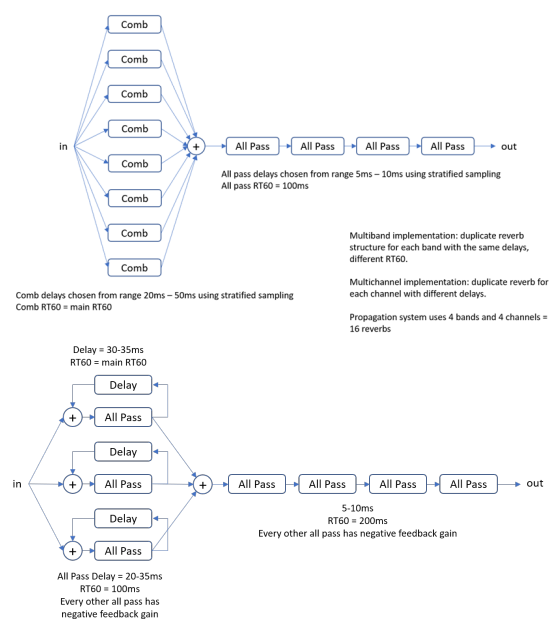 Comb
Comb
Comb
Comb
in
+
All Pass
All Pass
All Pass
All Pass
out
Comb
Comb
Comb
Comb
All pass delays chosen from range 5ms – 10ms using stratified sampling
All pass RT60 = 100ms
Multiband implementation: duplicate reverb
structure for each band with the same delays,
different RT60.
Multichannel implementation: duplicate reverb for
each channel with different delays.
Propagation system uses 4 bands and 4 channels =
16 reverbs
Comb delays chosen from range 20ms – 50ms using stratified sampling
Comb RT60 = main RT60
Delay = 30-35ms
RT60 = main RT60
Delay
+
All Pass
Delay
in
+
All Pass
+
All Pass
All Pass
All Pass
All Pass
out
Delay
+
All Pass
5-10ms
RT60 = 200ms
Every other all pass has negative feedback gain
All Pass Delay = 20-35ms
RT60 = 100ms
Every other all pass has
negative feedback gain